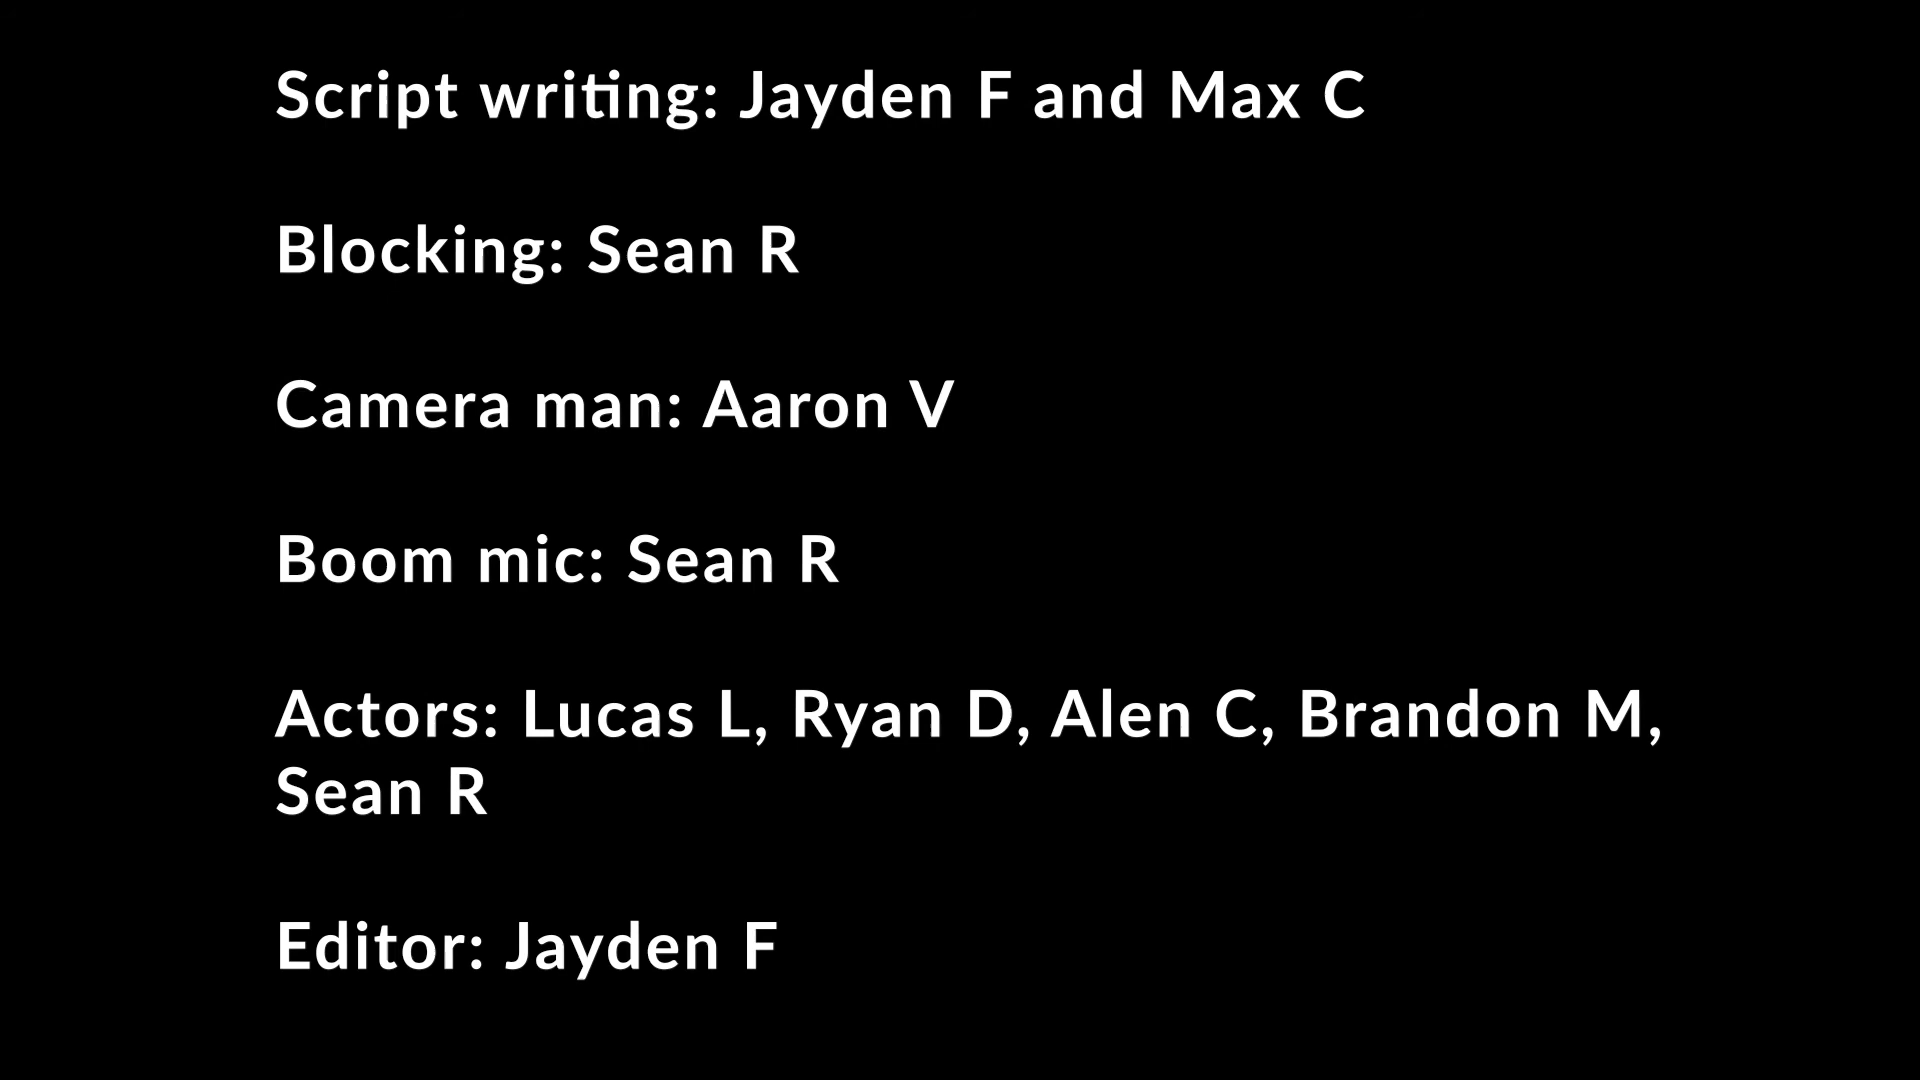 Script writing: Jayden F and Max C
Blocking: Sean R
Camera man: Aaron V
Boom mic: Sean R
Actors: Lucas L, Ryan D, Alen C, Brandon M,
Sean R
Editor: Jayden F